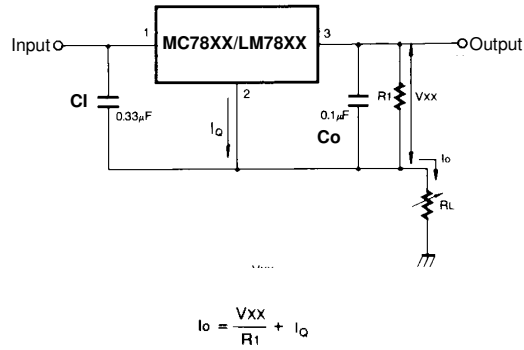 Input
1
MC78XX/LM78XX
3
Output
2
CI
0.33μF
IQ
0.1μF
Co
R1
VXX
Io
RL
Io = VXX / R1 + IQ